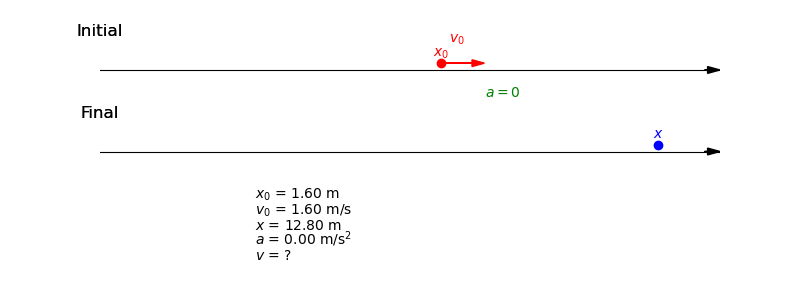 Initial
v₀
x₀
a = 0
Final
x
x₀ = 1.60 m
v₀ = 1.60 m/s
x = 12.80 m
a = 0.00 m/s²
v = ?